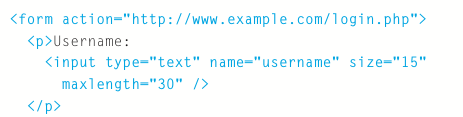 <form action="http://www.example.com/login.php">
<p>Username:
<input type="text" name="username" size="15"
maxlength="30" />
</p>